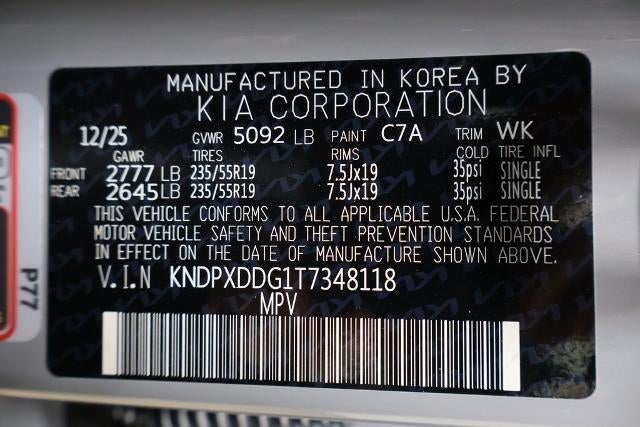 MANUFACTURED IN KOREA BY
KIA CORPORATION
12/25 GVWR 5092 LB PAINT C7A TRIM WK
GAWR TIRES RIMS COLD TIRE INFL
FRONT 2777 LB 235/55R19 7.5Jx19 35psi SINGLE
REAR 2645 LB 235/55R19 7.5Jx19 35psi SINGLE
THIS VEHICLE CONFORMS TO ALL APPLICABLE U.S.A. FEDERAL
MOTOR VEHICLE SAFETY AND THEFT PREVENTION STANDARDS
IN EFFECT ON THE DATE OF MANUFACTURE SHOWN ABOVE.
V.I.N KNDPXDDG1T7348118
MPV
P77